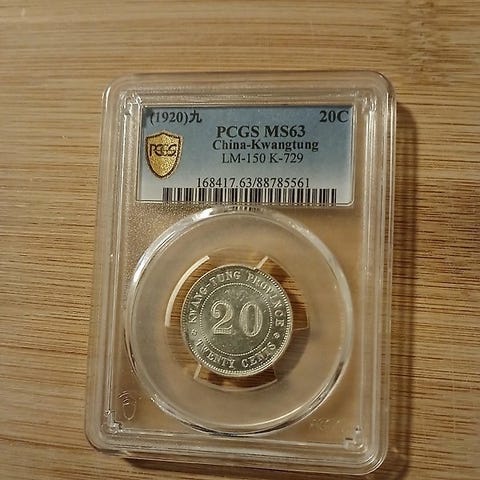 (1920)九 20C
PCGS MS63
China-Kwangtung
LM-150 K-729
168417.63/88785561
PCGS
KWANG-TUNG PROVINCE
20
TWENTY CENTS